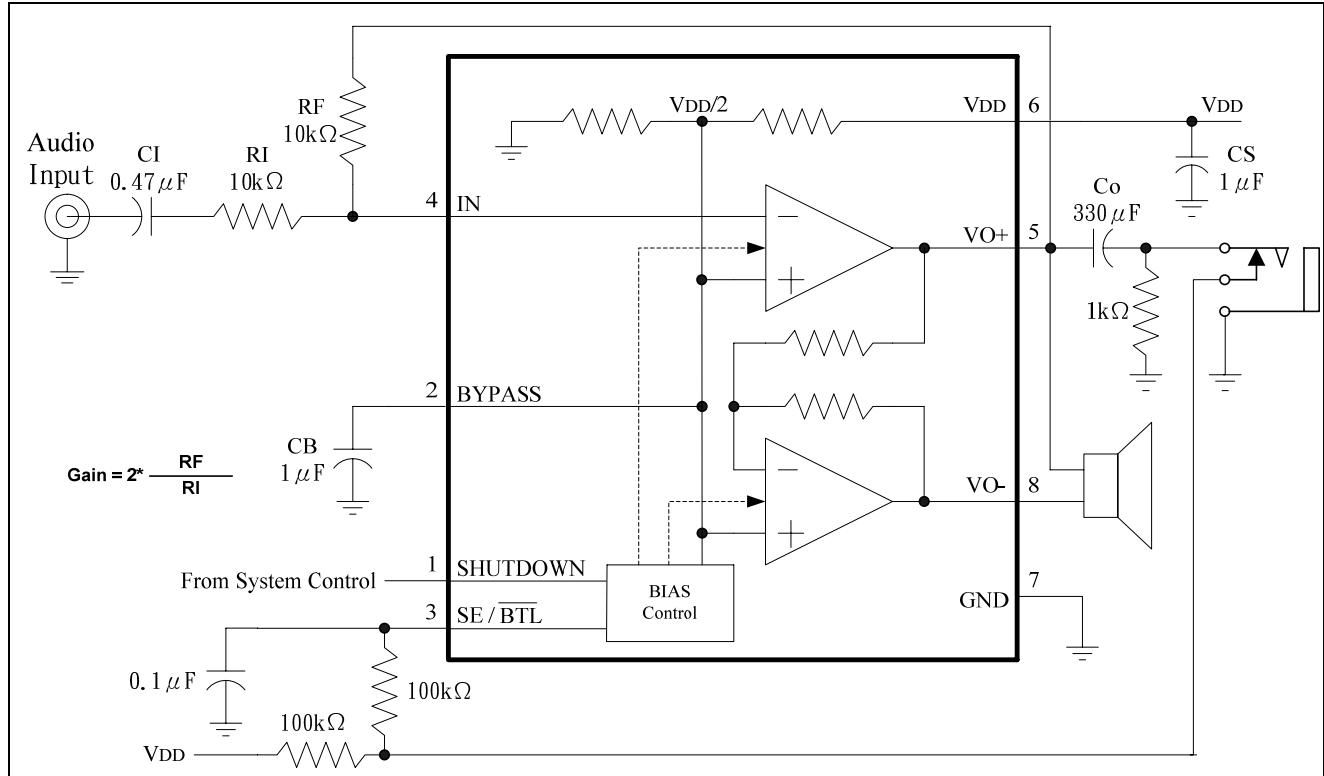 RF
10kΩ
VDD/2
VDD
6
VDD
Audio
Input
CI
0.47μF
RI
10kΩ
CS
1μF
4
IN
Co
330μF
VO+
5
−
+
1kΩ
2
BYPASS
CB
1μF
Gain = 2* RF
RI
−
+
VO-
8
From System Control
1
SHUTDOWN
BIAS
Control
3
SE / BTL
7
GND
0.1μF
100kΩ
100kΩ
VDD